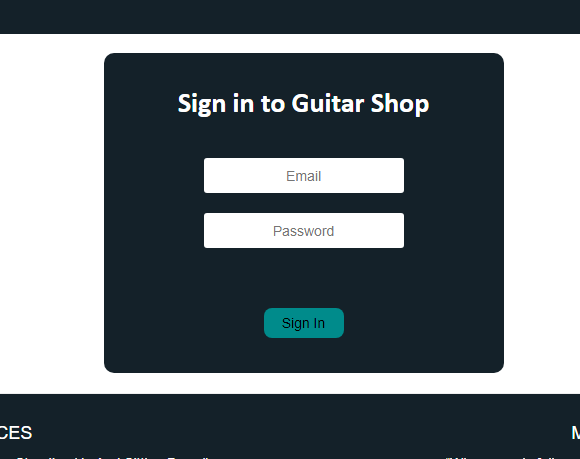 Sign in to Guitar Shop
Email
Password
Sign In
CES
M